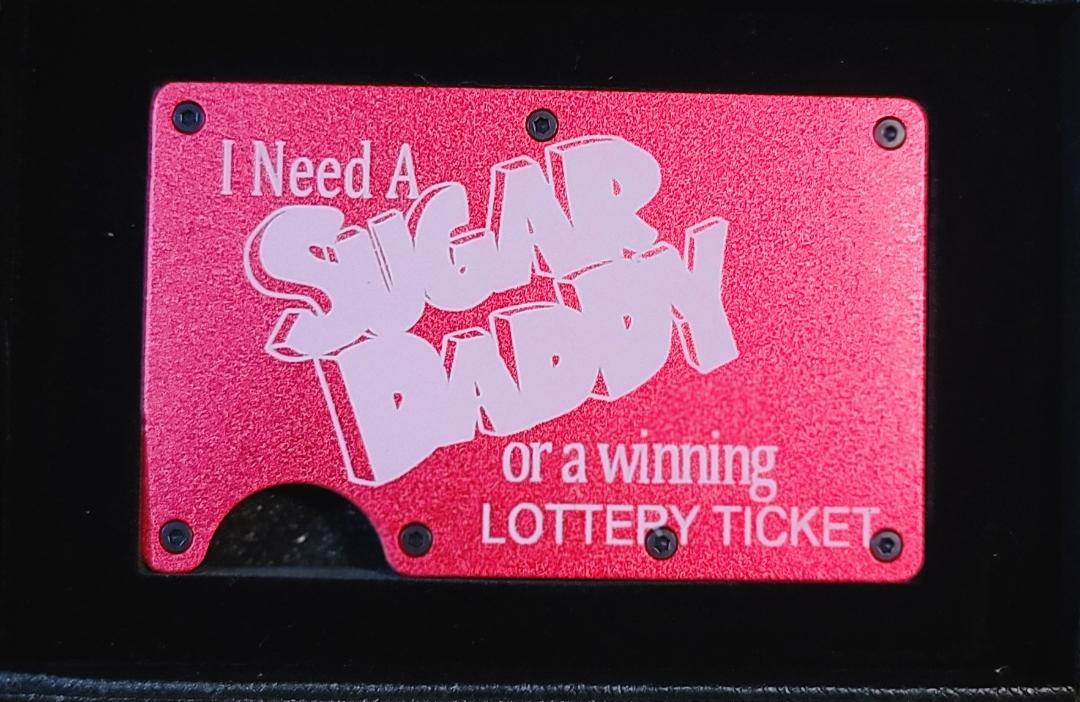 I Need A
SUGAR
DADDY
or a winning
LOTTERY TICKET